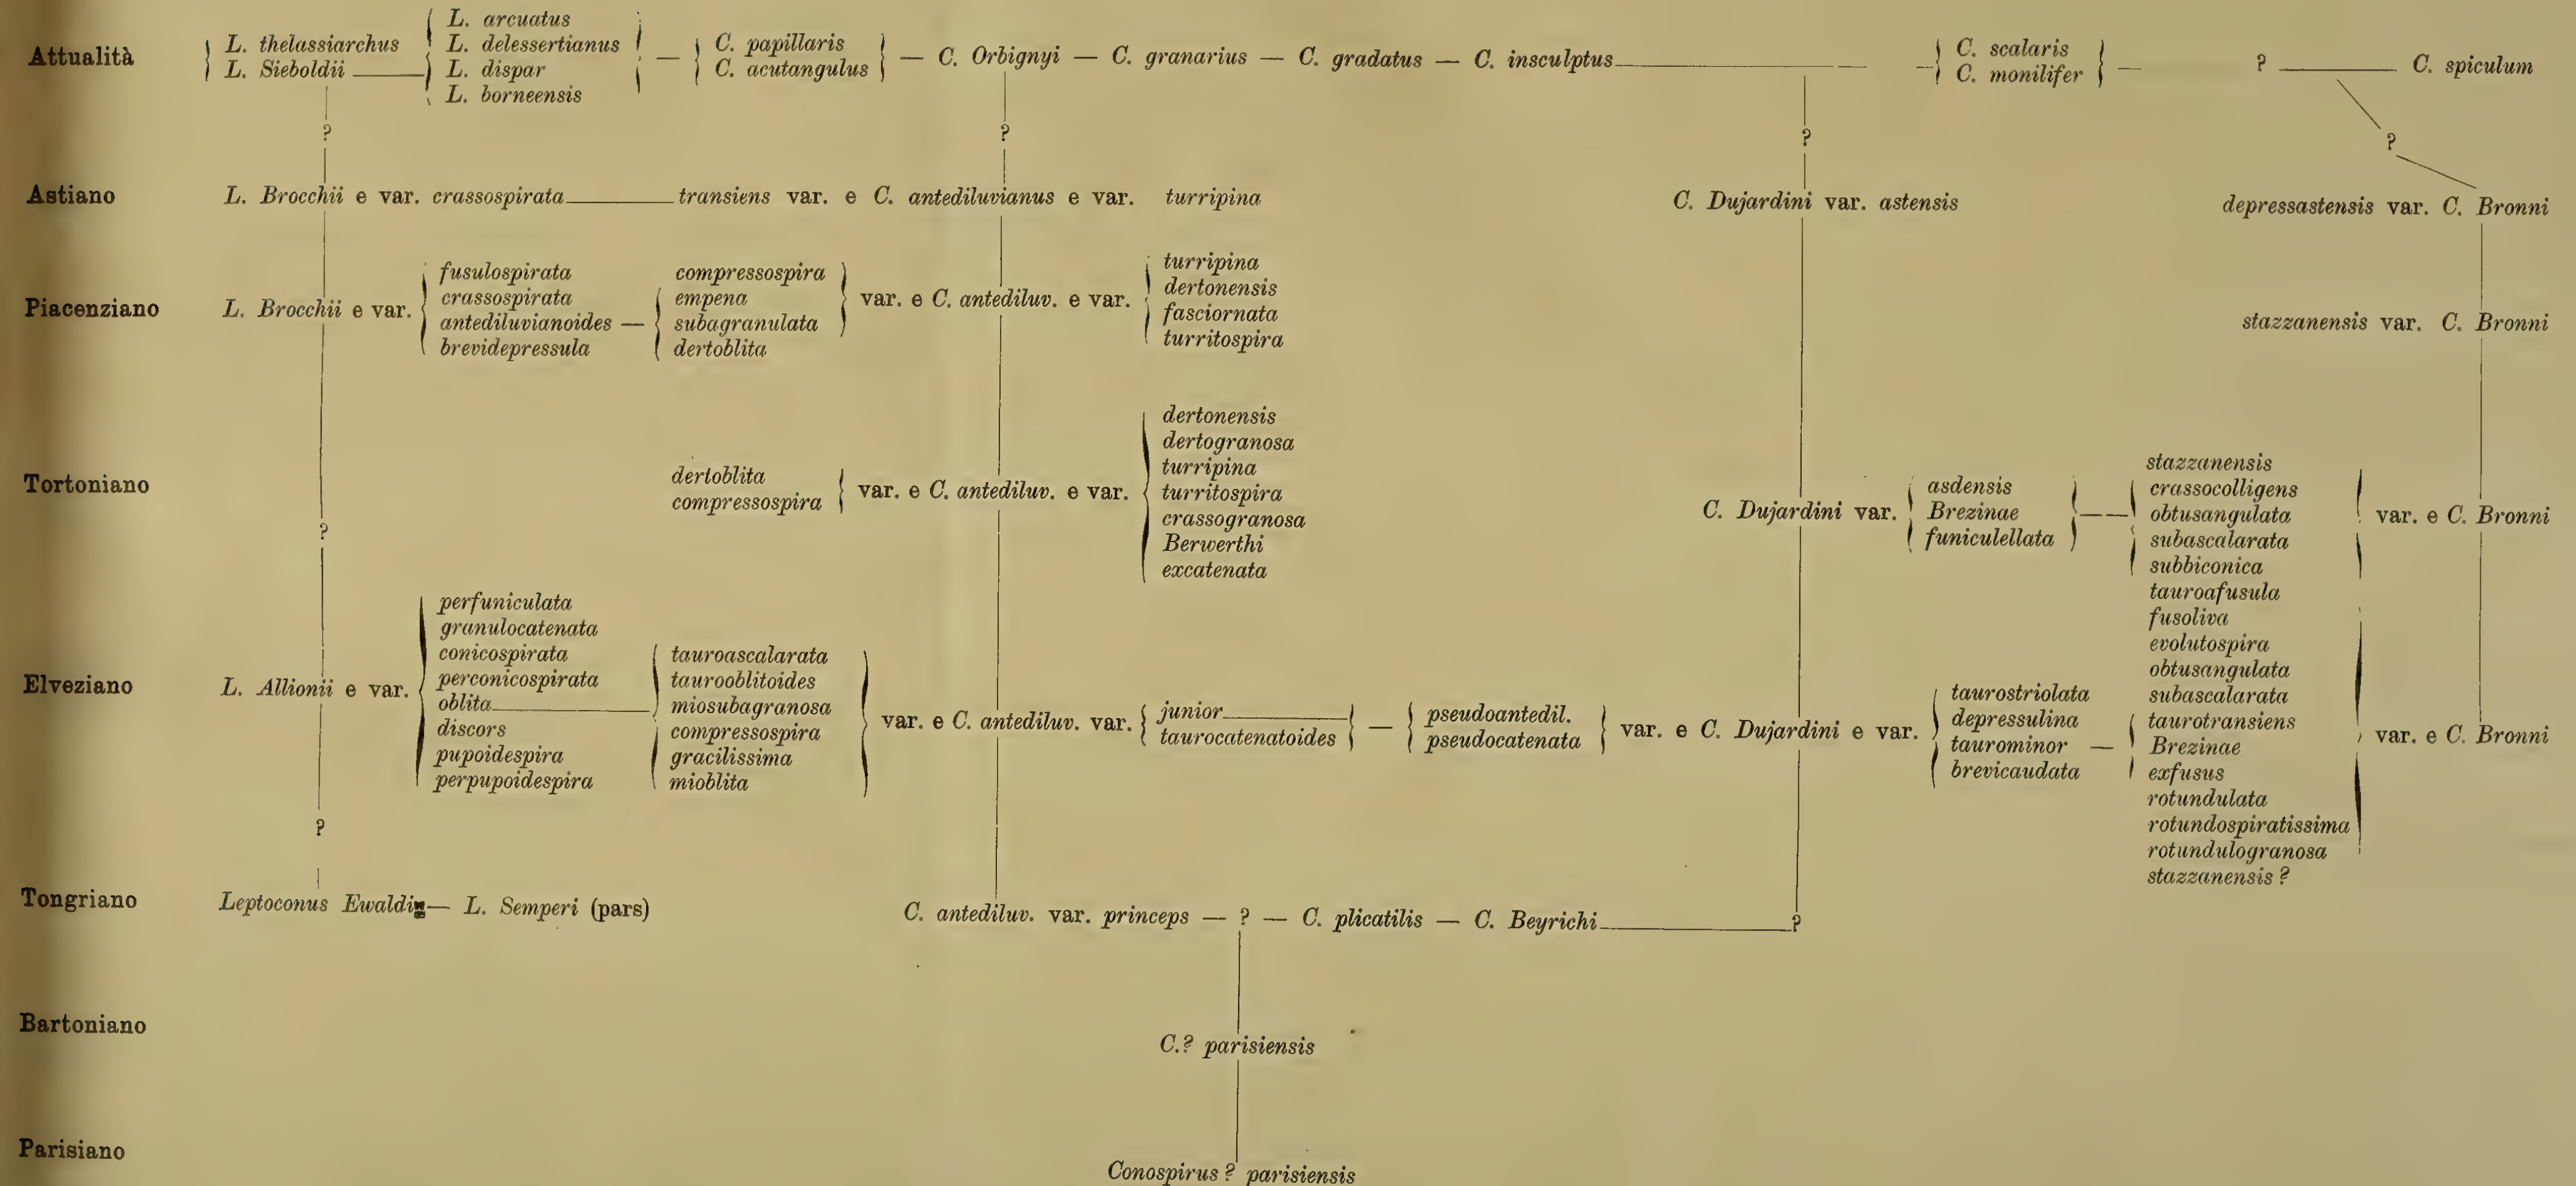 Attualità
L. thelassiarchus
L. Sieboldii
L. arcuatus
L. delessertianus
L. dispar
L. borneensis
—
C. papillaris
C. acutangulus
— C. Orbignyi — C. granarius — C. gradatus — C. insculptus
C. scalaris
C. monilifer
— ? — C. spiculum
?
?
?
?
Astiano
L. Brocchii e var. crassospirata — transiens var. e C. antediluvianus e var. turripina
C. Dujardini var. astensis
depressastensis var. C. Bronni
Piacenziano
L. Brocchii e var.
fusulospirata
crassospirata
antediluvianoides —
brevidepressula
compressospira
empena
subagranulata
dertoblita
var. e C. antediluv. e var.
turripina
dertonensis
fasciornata
turritospira
stazzanensis var. C. Bronni
Tortoniano
?
dertoblita
compressospira
var. e C. antediluv. e var.
dertonensis
dertogranosa
turripina
turritospira
crassogranosa
Berwerthi
excatenata
C. Dujardini var.
asdensis
Brezinae
funiculellata
stazzanensis
crassocolligens
obtusangulata
subascalarata
subbiconica
var. e C. Bronni
Elveziano
L. Allionii e var.
perfuniculata
granulocatenata
conicospirata
perconicospirata
oblita
discors
pupoidespira
perpupoidespira
tauroascalarata
taurooblitoides
miosubagranosa
compressospira
gracilissima
mioblita
var. e C. antediluv. var.
junior
taurocatenatoides
—
pseudoantedil.
pseudocatenata
var. e C. Dujardini e var.
taurostriolata
depressulina
taurominor —
brevicaudata
tauroafusula
fusoliva
evolutospira
obtusangulata
subascalarata
taurotransiens
Brezinae
exfusus
rotundulata
rotundospiratissima
rotundulogranosa
stazzanensis ?
var. e C. Bronni
?
Tongriano
Leptoconus Ewaldi — L. Semperi (pars)
C. antediluv. var. princeps — ? — C. plicatilis — C. Beyrichi — ?
Bartoniano
C.? parisiensis
Parisiano
Conospirus ? parisiensis